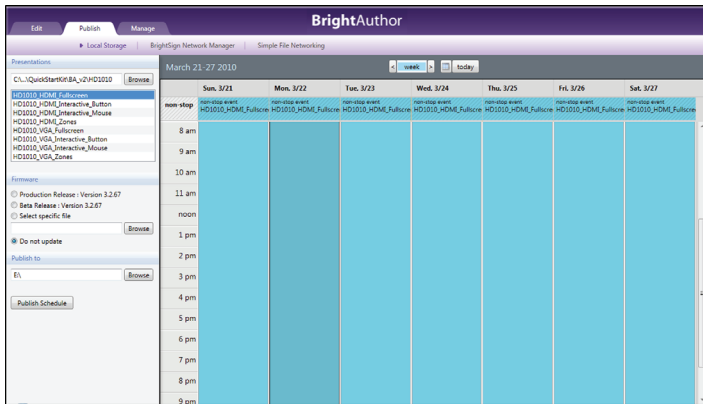 BrightAuthor
Edit Publish Manage
Local Storage BrightSign Network Manager Simple File Networking
Presentations
C:\...\QuickStartKit\BA_v2\HD1010 Browse
HD1010_HDMI_Fullscreen
HD1010_HDMI_Interactive_Button
HD1010_HDMI_Interactive_Mouse
HD1010_HDMI_Zones
HD1010_VGA_Fullscreen
HD1010_VGA_Interactive_Button
HD1010_VGA_Interactive_Mouse
HD1010_VGA_Zones
Firmware
Production Release : Version 3.2.67
Beta Release : Version 3.2.67
Select specific file
Browse
Do not update
Publish to
E:\ Browse
Publish Schedule
March 21-27 2010 < week > today
Sun, 3/21 Mon, 3/22 Tue, 3/23 Wed, 3/24 Thu, 3/25 Fri, 3/26 Sat, 3/27
non-stop
non-stop event non-stop event non-stop event non-stop event non-stop event non-stop event non-stop event
HD1010_HDMI_Fullscre HD1010_HDMI_Fullscre HD1010_HDMI_Fullscre HD1010_HDMI_Fullscre HD1010_HDMI_Fullscre HD1010_HDMI_Fullscre HD1010_HDMI_Fullscree
8 am
9 am
10 am
11 am
noon
1 pm
2 pm
3 pm
4 pm
5 pm
6 pm
7 pm
8 pm
9 pm